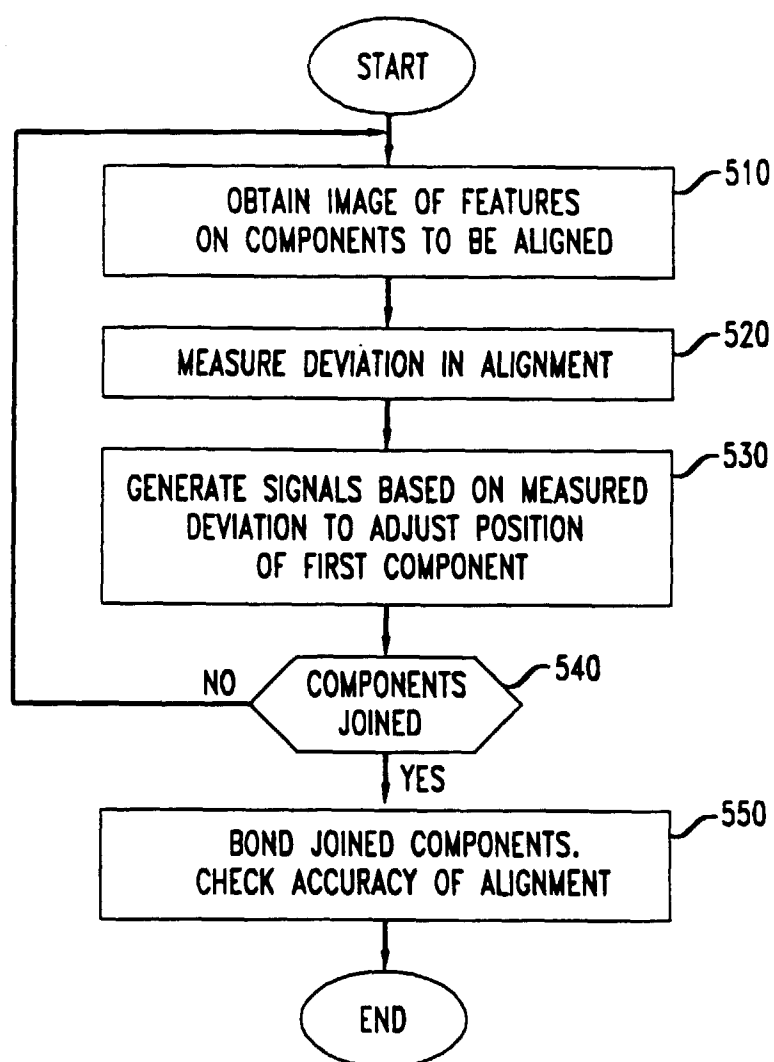 START
OBTAIN IMAGE OF FEATURES
ON COMPONENTS TO BE ALIGNED
510
MEASURE DEVIATION IN ALIGNMENT
520
GENERATE SIGNALS BASED ON MEASURED
DEVIATION TO ADJUST POSITION
OF FIRST COMPONENT
530
NO
COMPONENTS
JOINED
540
YES
BOND JOINED COMPONENTS.
CHECK ACCURACY OF ALIGNMENT
550
END